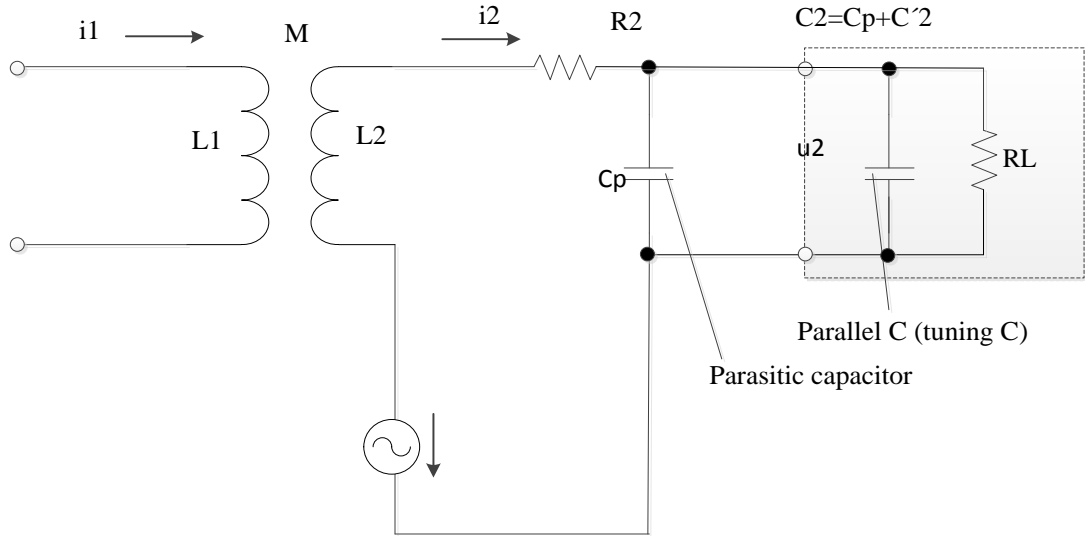 i1
M
i2
R2
C2=Cp+C´2
L1
L2
Cp
u2
RL
Parallel C (tuning C)
Parasitic capacitor